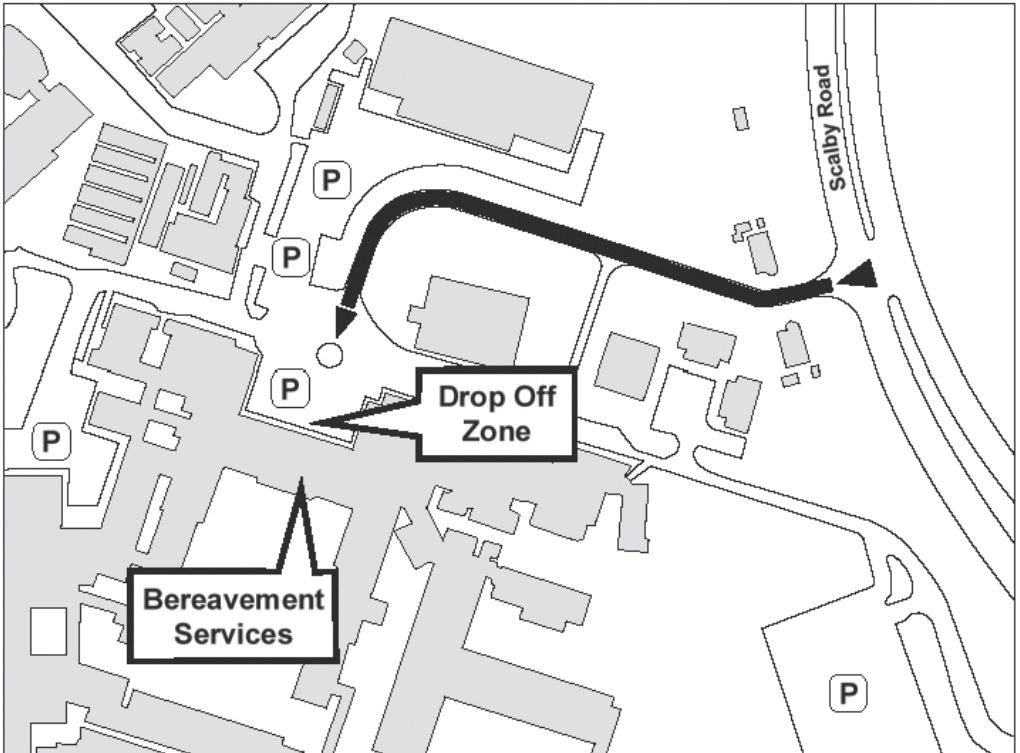 Scalby Road
P
P
P
Drop Off
Zone
P
Bereavement
Services
P